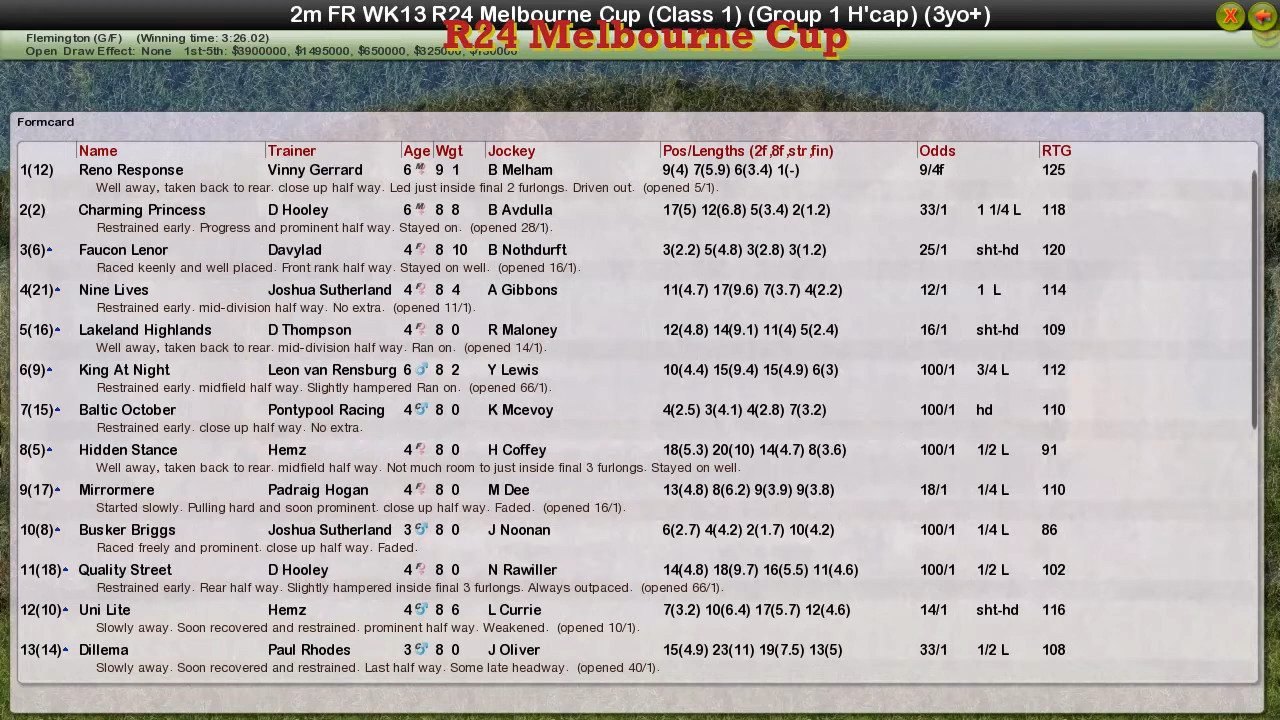 2m FR WK13 R24 Melbourne Cup (Class 1) (Group 1 H'cap) (3yo+)
R24 Melbourne Cup
Flemington (G/F) (Winning time: 3:26.02)
Open Draw Effect: None 1st-5th: $3900000, $1495000, $650000, $325000, $130000
Formcard
Name Trainer Age Wgt Jockey Pos/Lengths (2f,8f,str,fin) Odds RTG
1(12) Reno Response Vinny Gerrard 6 9 1 B Melham 9(4) 7(5.9) 6(3.4) 1(-) 9/4f 125
Well away, taken back to rear. close up half way. Led just inside final 2 furlongs. Driven out. (opened 5/1).
2(2) Charming Princess D Hooley 6 8 8 B Avdulla 17(5) 12(6.8) 5(3.4) 2(1.2) 33/1 1 1/4 L 118
Restrained early. Progress and prominent half way. Stayed on. (opened 28/1).
3(6) Faucon Lenor Davylad 4 8 10 B Nothdurft 3(2.2) 5(4.8) 3(2.8) 3(1.2) 25/1 sht-hd 120
Raced keenly and well placed. Front rank half way. Stayed on well. (opened 16/1).
4(21) Nine Lives Joshua Sutherland 4 8 4 A Gibbons 11(4.7) 17(9.6) 7(3.7) 4(2.2) 12/1 1 L 114
Restrained early. mid-division half way. No extra. (opened 11/1).
5(16) Lakeland Highlands D Thompson 4 8 0 R Maloney 12(4.8) 14(9.1) 11(4) 5(2.4) 16/1 sht-hd 109
Well away, taken back to rear. mid-division half way. Ran on. (opened 14/1).
6(9) King At Night Leon van Rensburg 6 8 2 Y Lewis 10(4.4) 15(9.4) 15(4.9) 6(3) 100/1 3/4 L 112
Restrained early. midfield half way. Slightly hampered Ran on. (opened 66/1).
7(15) Baltic October Pontypool Racing 4 8 0 K Mcevoy 4(2.5) 3(4.1) 4(2.8) 7(3.2) 100/1 hd 110
Restrained early. close up half way. No extra.
8(5) Hidden Stance Hemz 4 8 0 H Coffey 18(5.3) 20(10) 14(4.7) 8(3.6) 100/1 1/2 L 91
Well away, taken back to rear. midfield half way. Not much room to just inside final 3 furlongs. Stayed on well.
9(17) Mirrormere Padraig Hogan 4 8 0 M Dee 13(4.8) 8(6.2) 9(3.9) 9(3.8) 18/1 1/4 L 110
Started slowly. Pulling hard and soon prominent. close up half way. Faded. (opened 16/1).
10(8) Busker Briggs Joshua Sutherland 3 8 0 J Noonan 6(2.7) 4(4.2) 2(1.7) 10(4.2) 100/1 1/4 L 86
Raced freely and prominent. close up half way. Faded.
11(18) Quality Street D Hooley 4 8 0 N Rawiller 14(4.8) 18(9.7) 16(5.5) 11(4.6) 100/1 1/2 L 102
Restrained early. Rear half way. Slightly hampered inside final 3 furlongs. Always outpaced. (opened 66/1).
12(10) Uni Lite Hemz 4 8 6 L Currie 7(3.2) 10(6.4) 17(5.7) 12(4.6) 14/1 sht-hd 116
Slowly away. Soon recovered and restrained. prominent half way. Weakened. (opened 10/1).
13(14) Dillema Paul Rhodes 3 8 0 J Oliver 15(4.9) 23(11) 19(7.5) 13(5) 33/1 1/2 L 108
Slowly away. Soon recovered and restrained. Last half way. Some late headway. (opened 40/1).